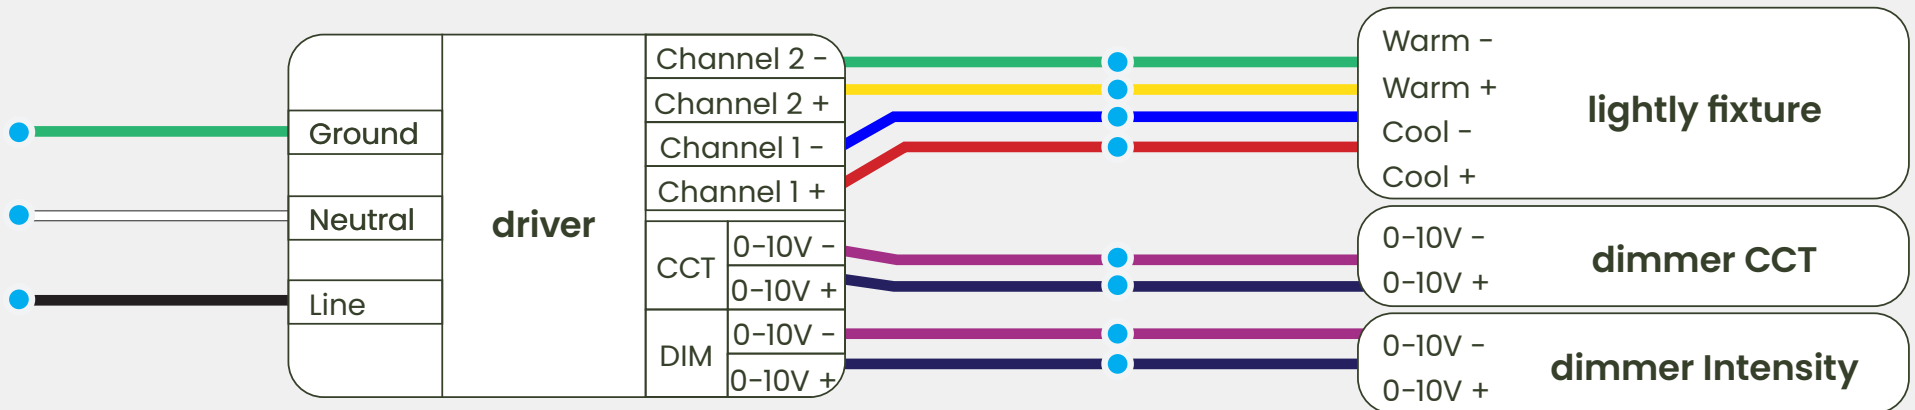 Ground
Neutral
Line
driver
Channel 2 -
Channel 2 +
Channel 1 -
Channel 1 +
CCT
0-10V -
0-10V +
DIM
0-10V -
0-10V +
Warm -
Warm +
Cool -
Cool +
lightly fixture
0-10V -
0-10V +
dimmer CCT
0-10V -
0-10V +
dimmer Intensity